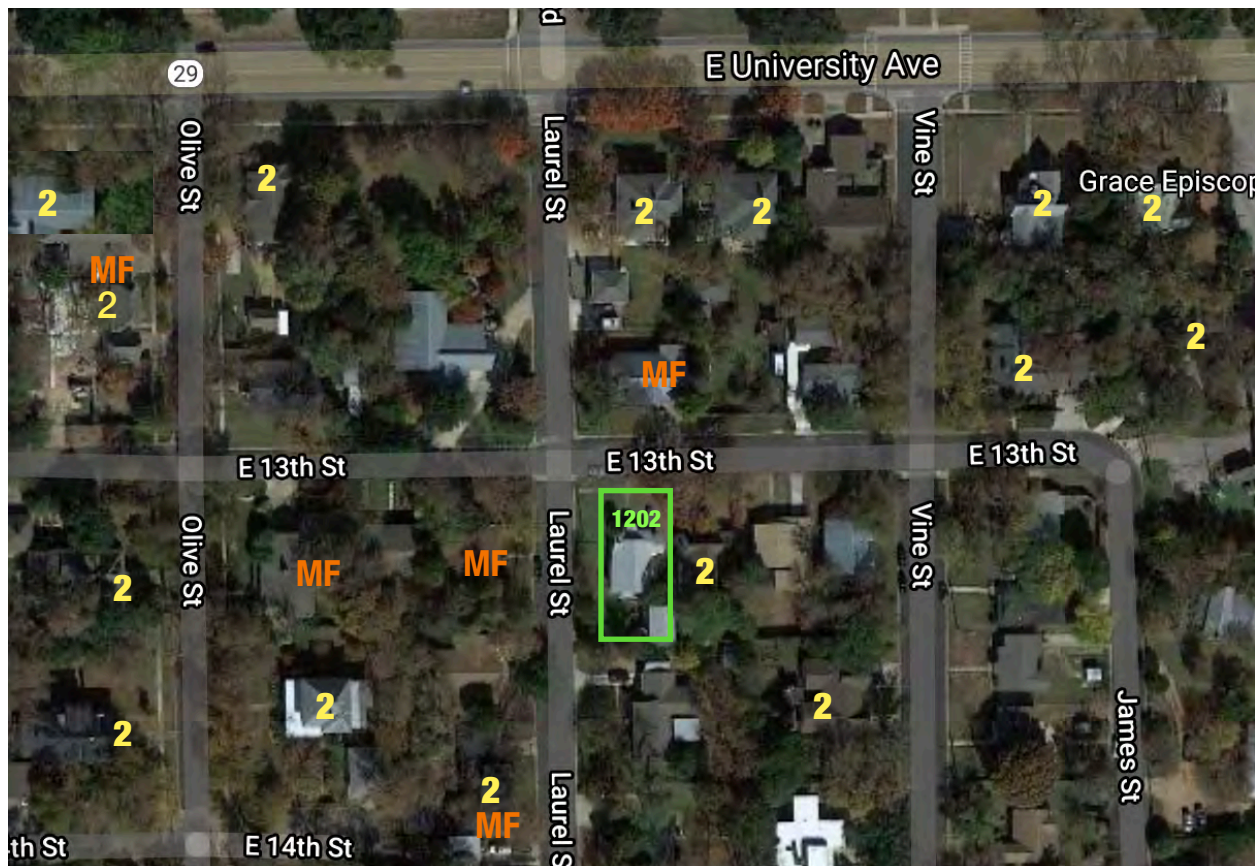 d
E University Ave
29
Olive St
Laurel St
Vine St
2
2
2
2
2
Grace Episcop
2
MF
2
MF
2
2
E 13th St
E 13th St
E 13th St
Olive St
Laurel St
1202
Vine St
MF
MF
2
2
2
2
2
James St
2
MF
Laurel S
th St
E 14th St